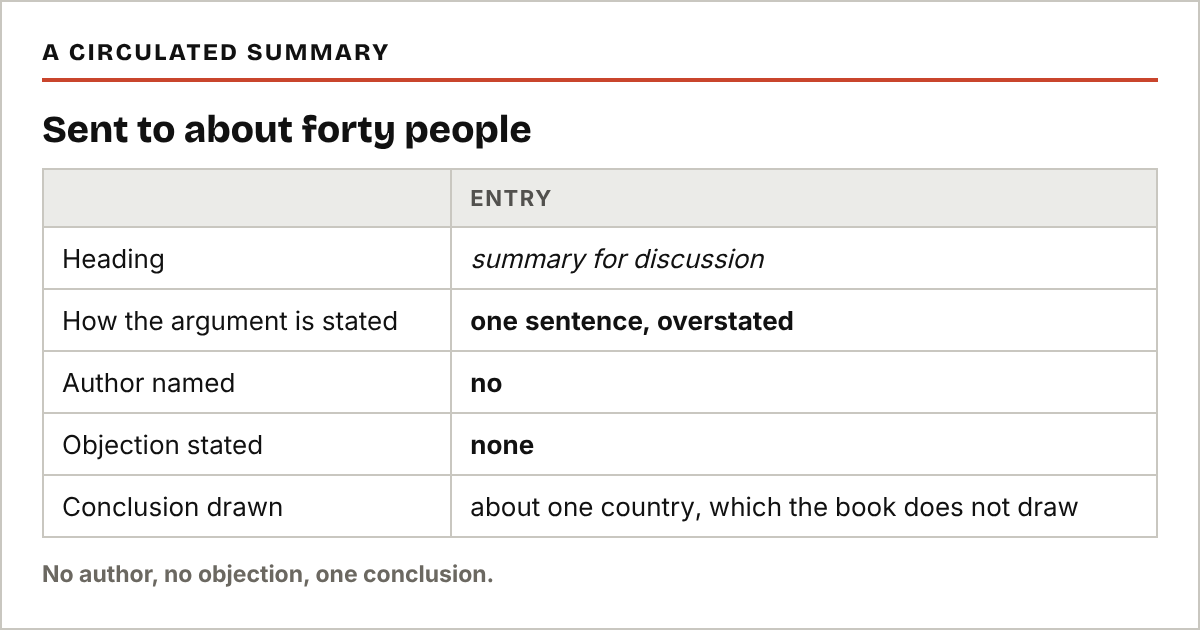 A CIRCULATED SUMMARY
Sent to about forty people
ENTRY
Heading
summary for discussion
How the argument is stated
one sentence, overstated
Author named
no
Objection stated
none
Conclusion drawn
about one country, which the book does not draw
No author, no objection, one conclusion.